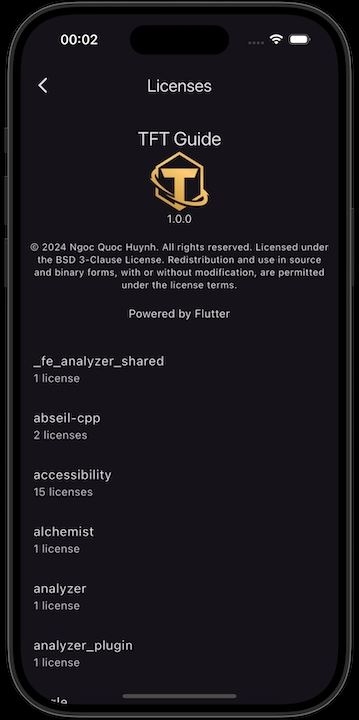 00:02
Licenses
TFT Guide
T
1.0.0
© 2024 Ngoc Quoc Huynh. All rights reserved. Licensed under
the BSD 3-Clause License. Redistribution and use in source
and binary forms, with or without modification, are permitted
under the license terms.
Powered by Flutter
_fe_analyzer_shared
1 license
abseil-cpp
2 licenses
accessibility
15 licenses
alchemist
1 license
analyzer
1 license
analyzer_plugin
1 license